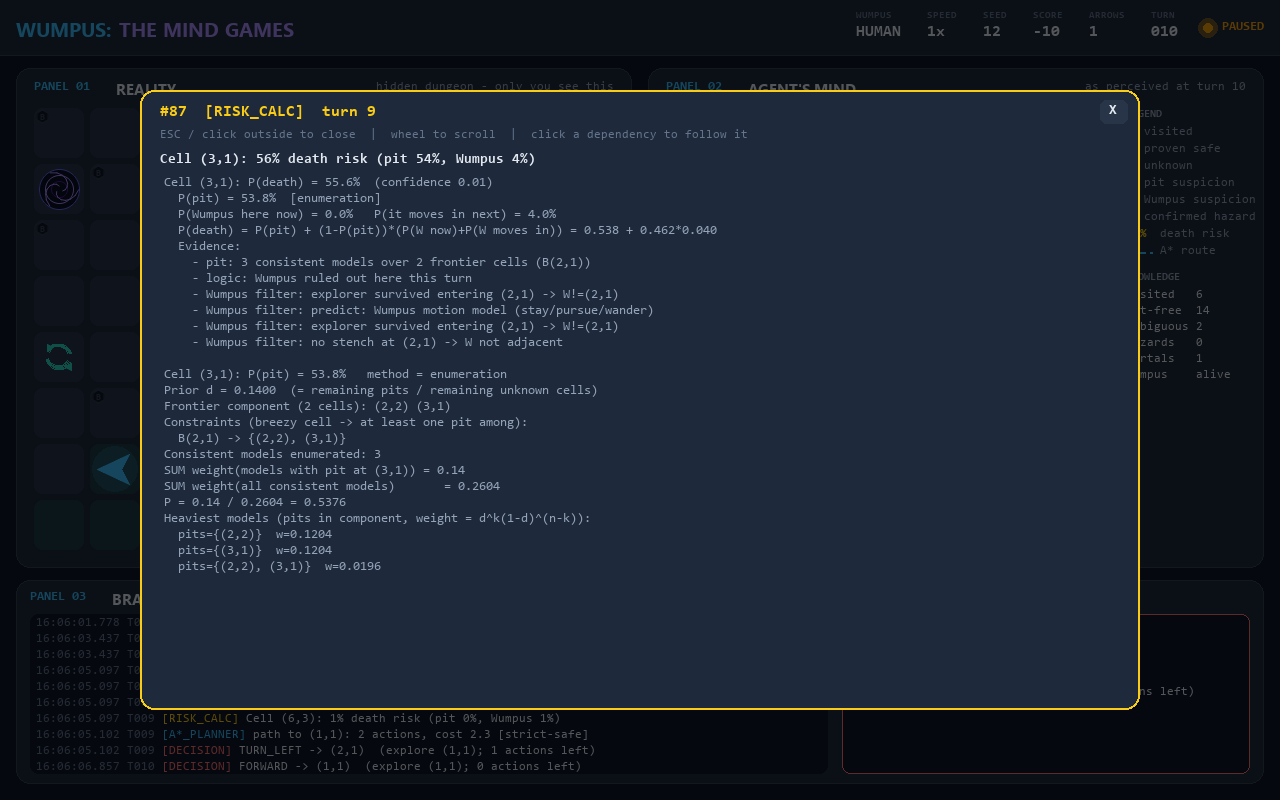 WUMPUS: THE MIND GAMES
WUMPUS SPEED SEED SCORE ARROWS TURN
HUMAN 1x 12 -10 1 010 PAUSED
PANEL 01 REALITY hidden dungeon - only you see this
PANEL 02 AGENT'S MIND as perceived at turn 10
#87 [RISK_CALC] turn 9 X
ESC / click outside to close | wheel to scroll | click a dependency to follow it
Cell (3,1): 56% death risk (pit 54%, Wumpus 4%)
Cell (3,1): P(death) = 55.6% (confidence 0.01)
P(pit) = 53.8% [enumeration]
P(Wumpus here now) = 0.0% P(it moves in next) = 4.0%
P(death) = P(pit) + (1-P(pit))*(P(W now)+P(W moves in)) = 0.538 + 0.462*0.040
Evidence:
- pit: 3 consistent models over 2 frontier cells (B(2,1))
- logic: Wumpus ruled out here this turn
- Wumpus filter: explorer survived entering (2,1) -> W!=(2,1)
- Wumpus filter: predict: Wumpus motion model (stay/pursue/wander)
- Wumpus filter: explorer survived entering (2,1) -> W!=(2,1)
- Wumpus filter: no stench at (2,1) -> W not adjacent
Cell (3,1): P(pit) = 53.8% method = enumeration
Prior d = 0.1400 (= remaining pits / remaining unknown cells)
Frontier component (2 cells): (2,2) (3,1)
Constraints (breezy cell -> at least one pit among):
B(2,1) -> {(2,2), (3,1)}
Consistent models enumerated: 3
SUM weight(models with pit at (3,1)) = 0.14
SUM weight(all consistent models) = 0.2604
P = 0.14 / 0.2604 = 0.5376
Heaviest models (pits in component, weight = d^k(1-d)^(n-k)):
pits={(2,2)} w=0.1204
pits={(3,1)} w=0.1204
pits={(2,2), (3,1)} w=0.0196
GEND
visited
proven safe
unknown
pit suspicion
Wumpus suspicion
confirmed hazard
% death risk
A* route
OWLEDGE
sited 6
t-free 14
biguous 2
zards 0
rtals 1
mpus alive
PANEL 03 BRA
16:06:01.778 T0
16:06:03.437 T0
16:06:03.437 T0
16:06:05.097 T0
16:06:05.097 T0
16:06:05.097 T0
16:06:05.097 T009 [RISK_CALC] Cell (6,3): 1% death risk (pit 0%, Wumpus 1%)
16:06:05.102 T009 [A*_PLANNER] path to (1,1): 2 actions, cost 2.3 [strict-safe]
16:06:05.102 T009 [DECISION] TURN_LEFT -> (2,1) (explore (1,1); 1 actions left)
16:06:06.857 T010 [DECISION] FORWARD -> (1,1) (explore (1,1); 0 actions left)
ns left)